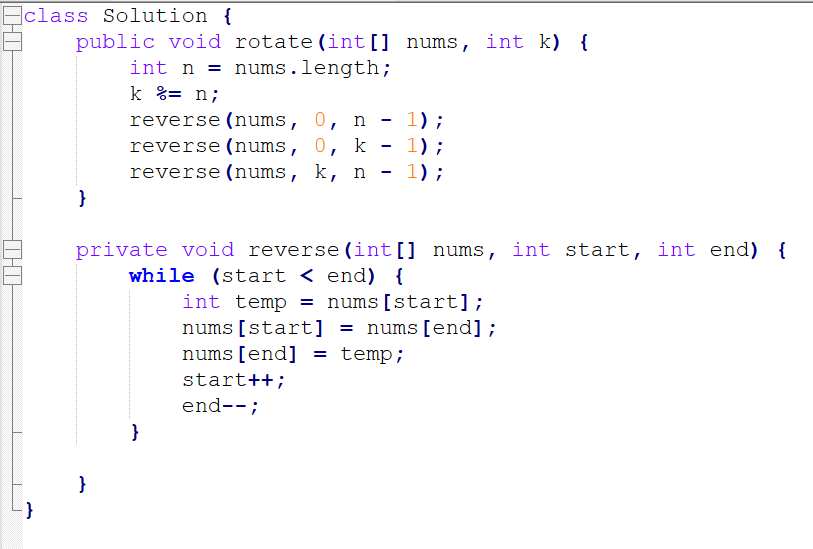 class Solution {
    public void rotate(int[] nums, int k) {
        int n = nums.length;
        k %= n;
        reverse(nums, 0, n - 1);
        reverse(nums, 0, k - 1);
        reverse(nums, k, n - 1);
    }

    private void reverse(int[] nums, int start, int end) {
        while (start < end) {
            int temp = nums[start];
            nums[start] = nums[end];
            nums[end] = temp;
            start++;
            end--;
        }

    }
}